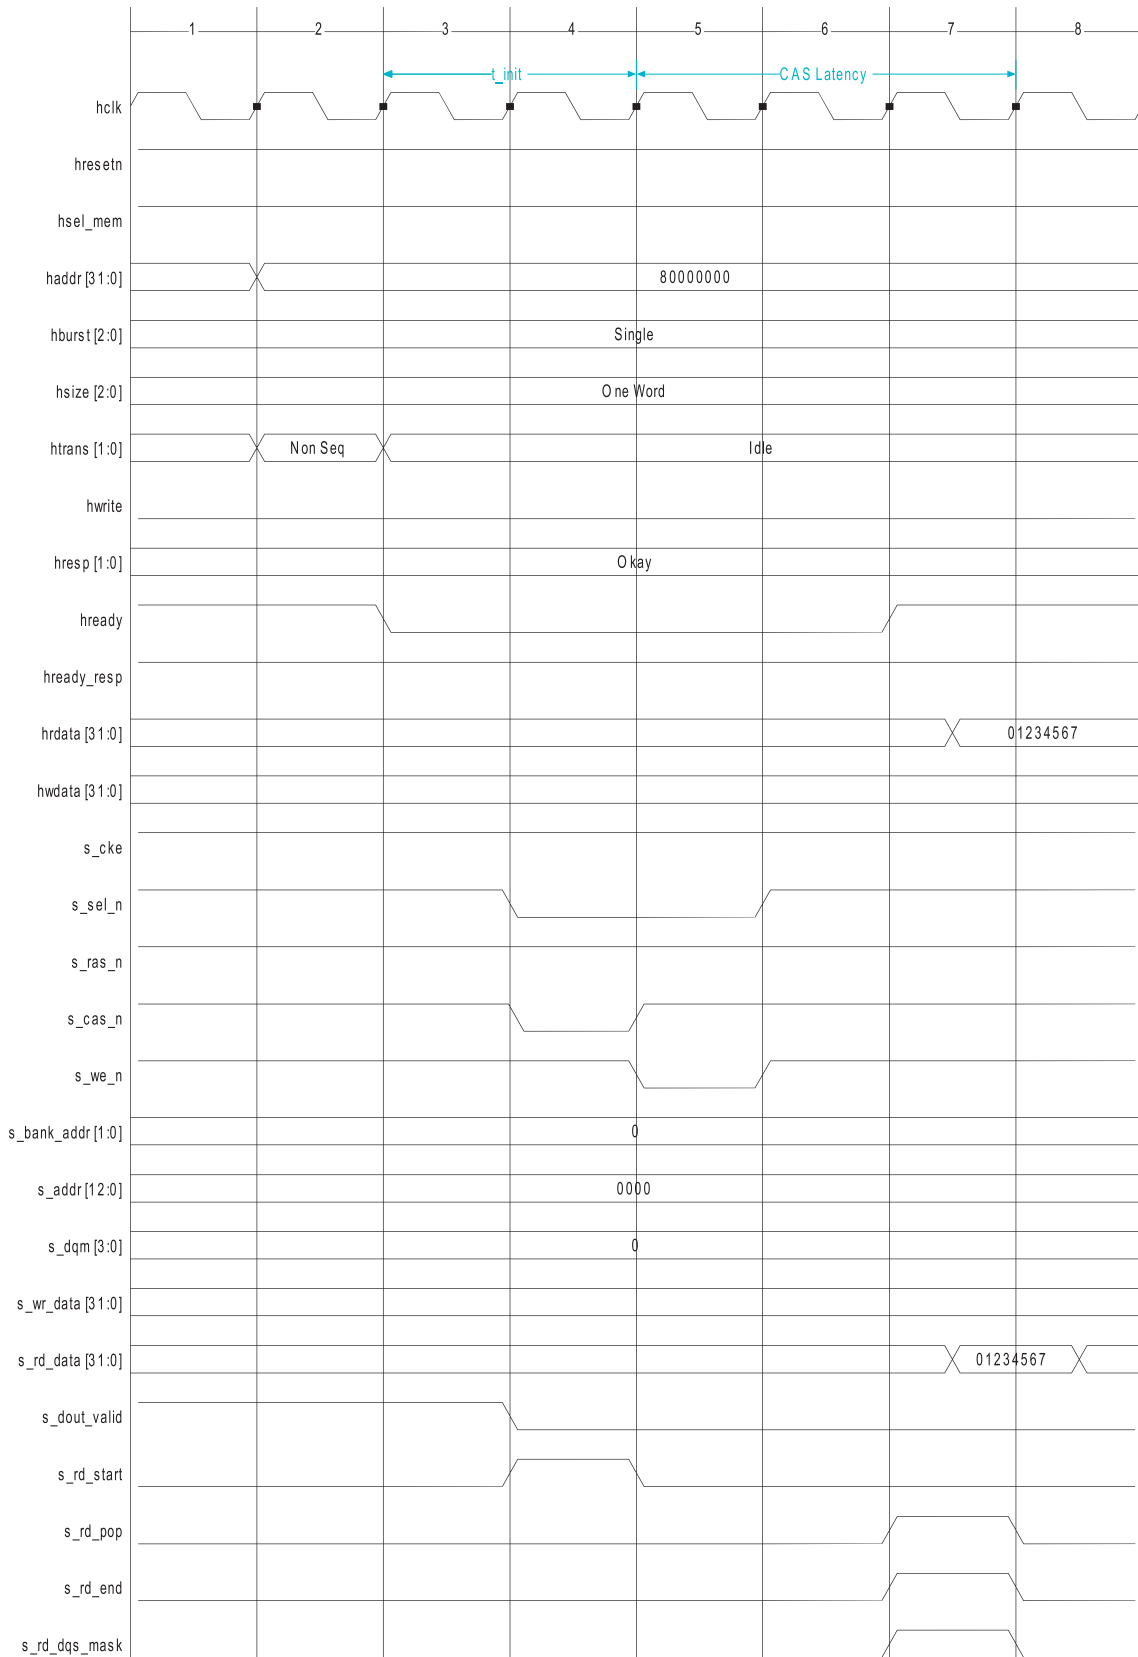 1 2 3 4 5 6 7 8
t_init CAS Latency
hclk
hresetn
hsel_mem
haddr [31:0] 80000000
hburst [2:0] Single
hsize [2:0] One Word
htrans [1:0] Non Seq Idle
hwrite
hresp [1:0] Okay
hready
hready_resp
hrdata [31:0] 01234567
hwdata [31:0]
s_cke
s_sel_n
s_ras_n
s_cas_n
s_we_n
s_bank_addr [1:0] 0
s_addr [12:0] 0000
s_dqm [3:0] 0
s_wr_data [31:0]
s_rd_data [31:0] 01234567
s_dout_valid
s_rd_start
s_rd_pop
s_rd_end
s_rd_dqs_mask